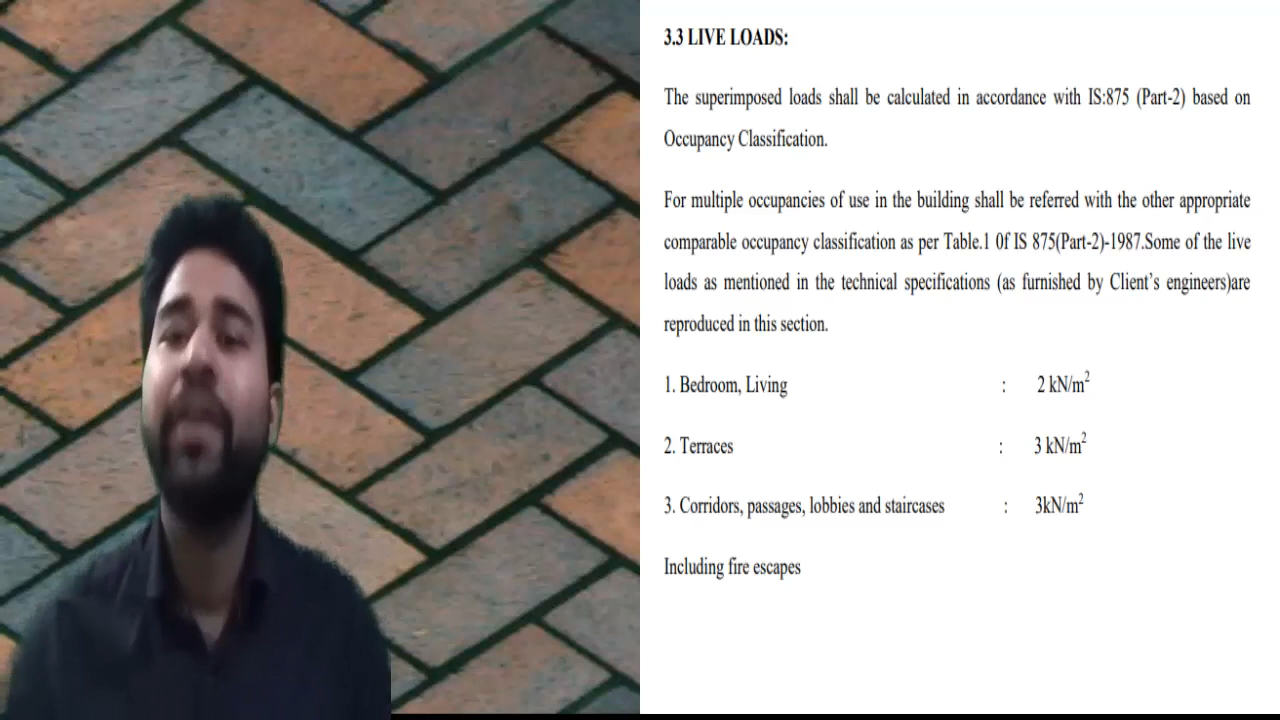 3.3 LIVE LOADS:
The superimposed loads shall be calculated in accordance with IS:875 (Part-2) based on
Occupancy Classification.
For multiple occupancies of use in the building shall be referred with the other appropriate
comparable occupancy classification as per Table.1 0f IS 875(Part-2)-1987.Some of the live
loads as mentioned in the technical specifications (as furnished by Client's engineers)are
reproduced in this section.
1. Bedroom, Living : 2 kN/m²
2. Terraces : 3 kN/m²
3. Corridors, passages, lobbies and staircases : 3kN/m²
Including fire escapes